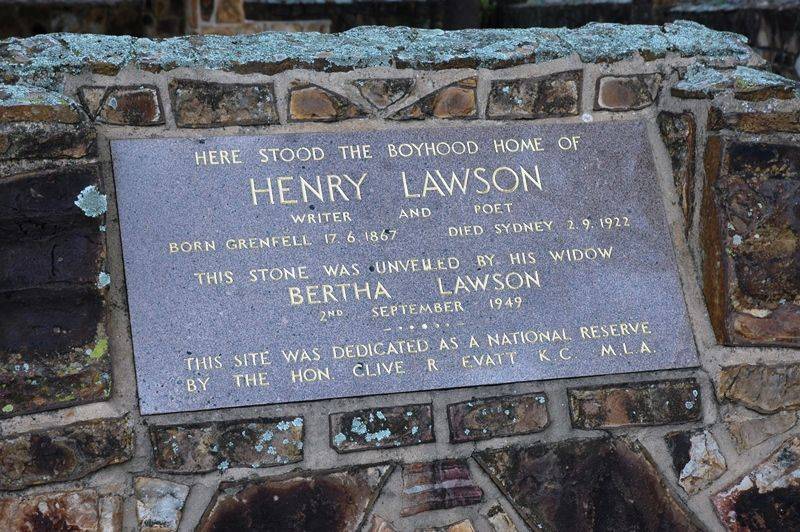 HERE STOOD THE BOYHOOD HOME OF
HENRY LAWSON
WRITER AND POET
BORN GRENFELL 17.6.1867 DIED SYDNEY 2.9.1922
THIS STONE WAS UNVEILED BY HIS WIDOW
BERTHA LAWSON
2ND SEPTEMBER 1949
THIS SITE WAS DEDICATED AS A NATIONAL RESERVE
BY THE HON. CLIVE R EVATT K.C. M.L.A.